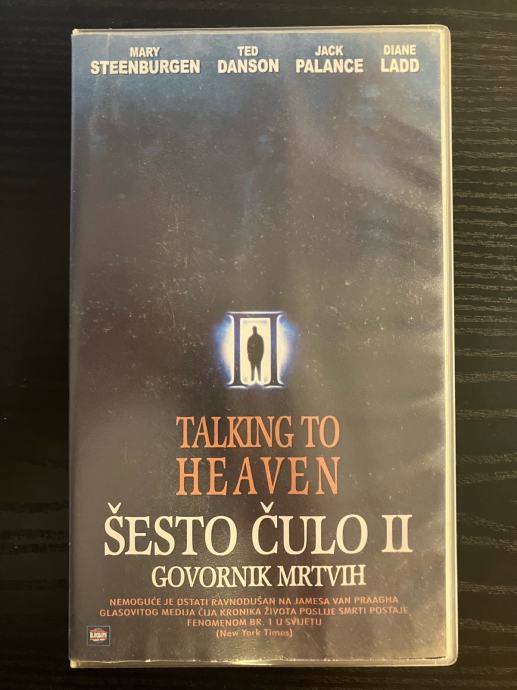 MARY STEENBURGEN
TED DANSON
JACK PALANCE
DIANE LADD
II
TALKING TO
HEAVEN
ŠESTO ČULO II
GOVORNIK MRTVIH
NEMOGUĆE JE OSTATI RAVNODUŠAN NA JAMESA VAN PRAAGHA
GLASOVITOG MEDIJA ČIJA KRONIKA ŽIVOTA POSLIJE SMRTI POSTAJE
FENOMENOM BR. 1 U SVIJETU
(New York Times)